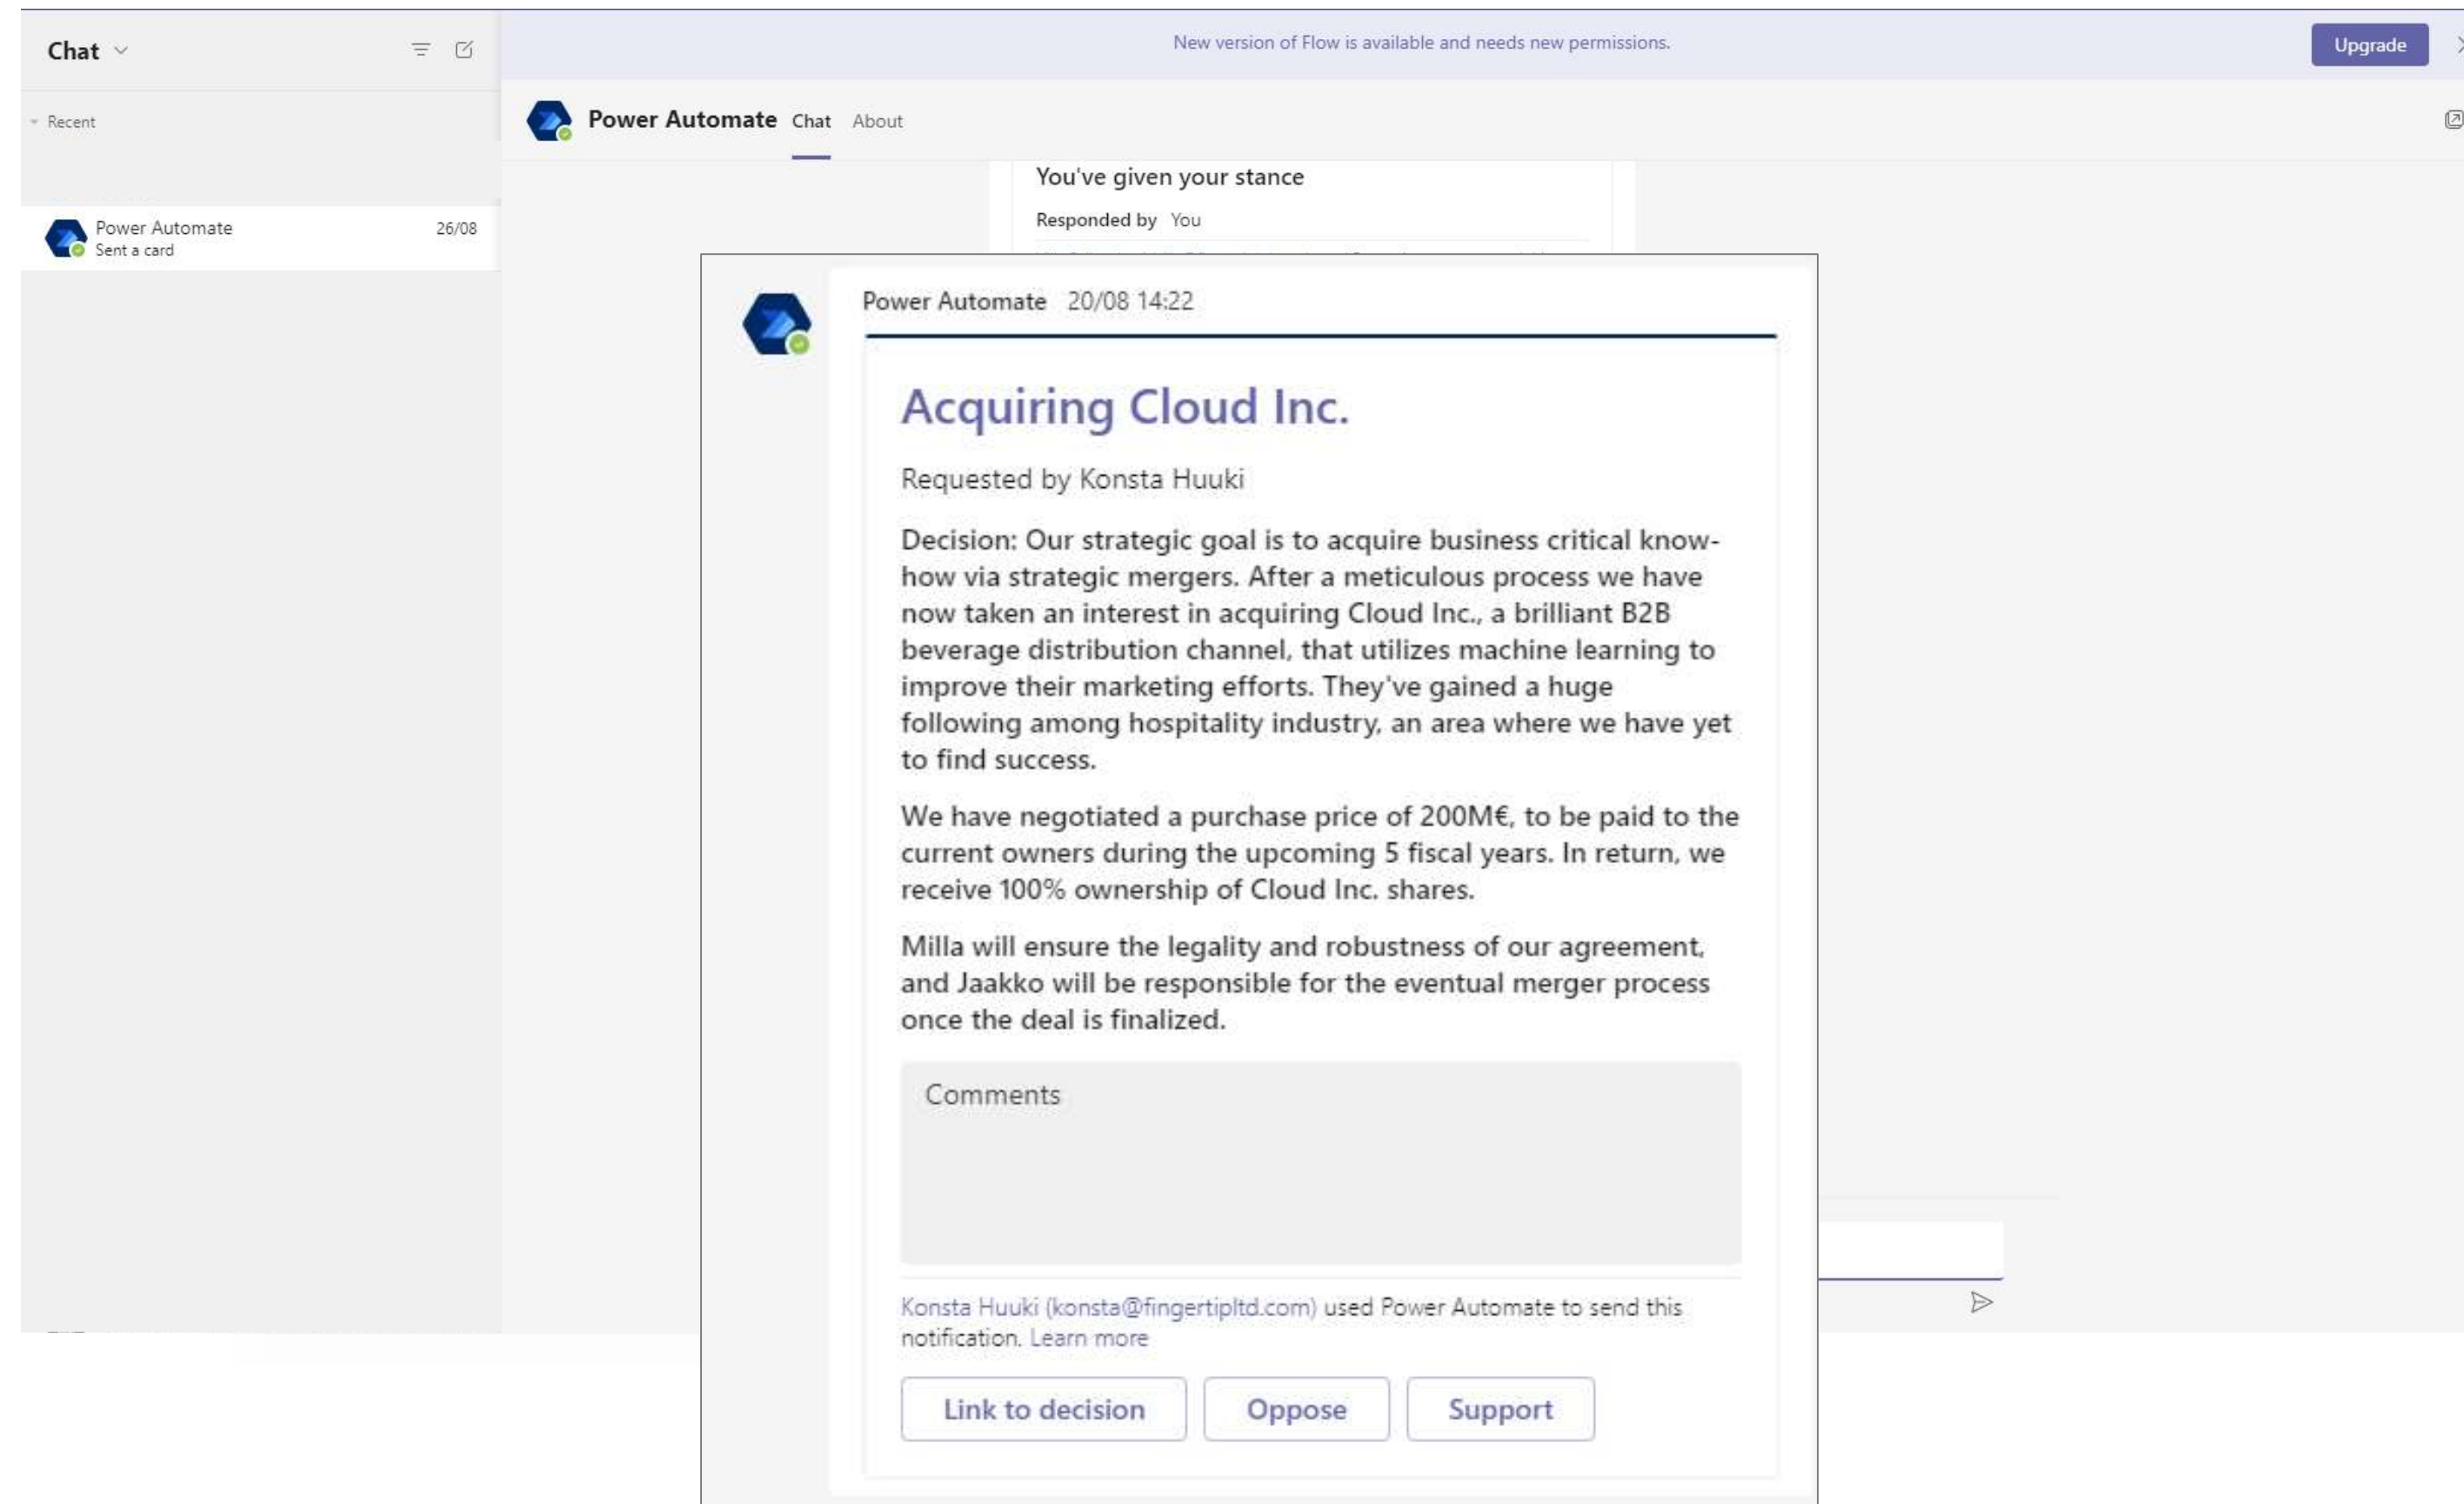 Chat
New version of Flow is available and needs new permissions.
Upgrade
Recent
Power Automate Chat About
Power Automate 26/08
Sent a card
You've given your stance
Responded by You
Power Automate 20/08 14:22
Acquiring Cloud Inc.
Requested by Konsta Huuki
Decision: Our strategic goal is to acquire business critical know-
how via strategic mergers. After a meticulous process we have
now taken an interest in acquiring Cloud Inc., a brilliant B2B
beverage distribution channel, that utilizes machine learning to
improve their marketing efforts. They've gained a huge
following among hospitality industry, an area where we have yet
to find success.
We have negotiated a purchase price of 200M€, to be paid to the
current owners during the upcoming 5 fiscal years. In return, we
receive 100% ownership of Cloud Inc. shares.
Milla will ensure the legality and robustness of our agreement,
and Jaakko will be responsible for the eventual merger process
once the deal is finalized.
Comments
Konsta Huuki (konsta@fingertipltd.com) used Power Automate to send this
notification. Learn more
Link to decision
Oppose
Support